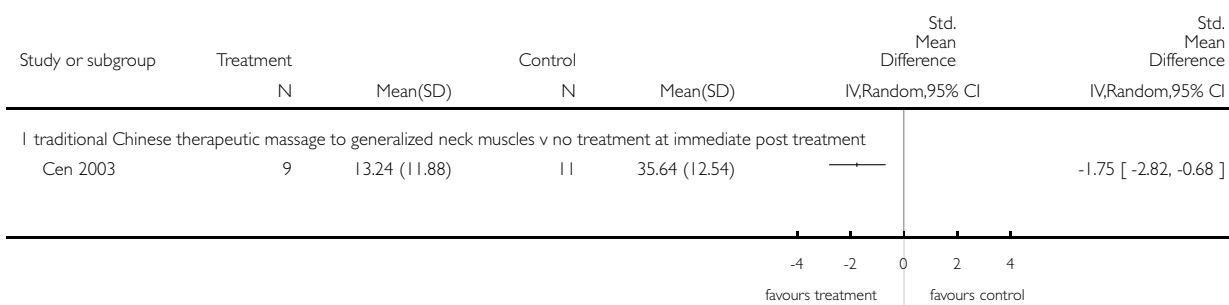 Std.
Mean
Difference
Std.
Mean
Difference
Study or subgroup Treatment Control
N Mean(SD) N Mean(SD) IV,Random,95% CI IV,Random,95% CI
1 traditional Chinese therapeutic massage to generalized neck muscles v no treatment at immediate post treatment
Cen 2003 9 13.24 (11.88) 11 35.64 (12.54) -1.75 [ -2.82, -0.68 ]
-4 -2 0 2 4
favours treatment favours control